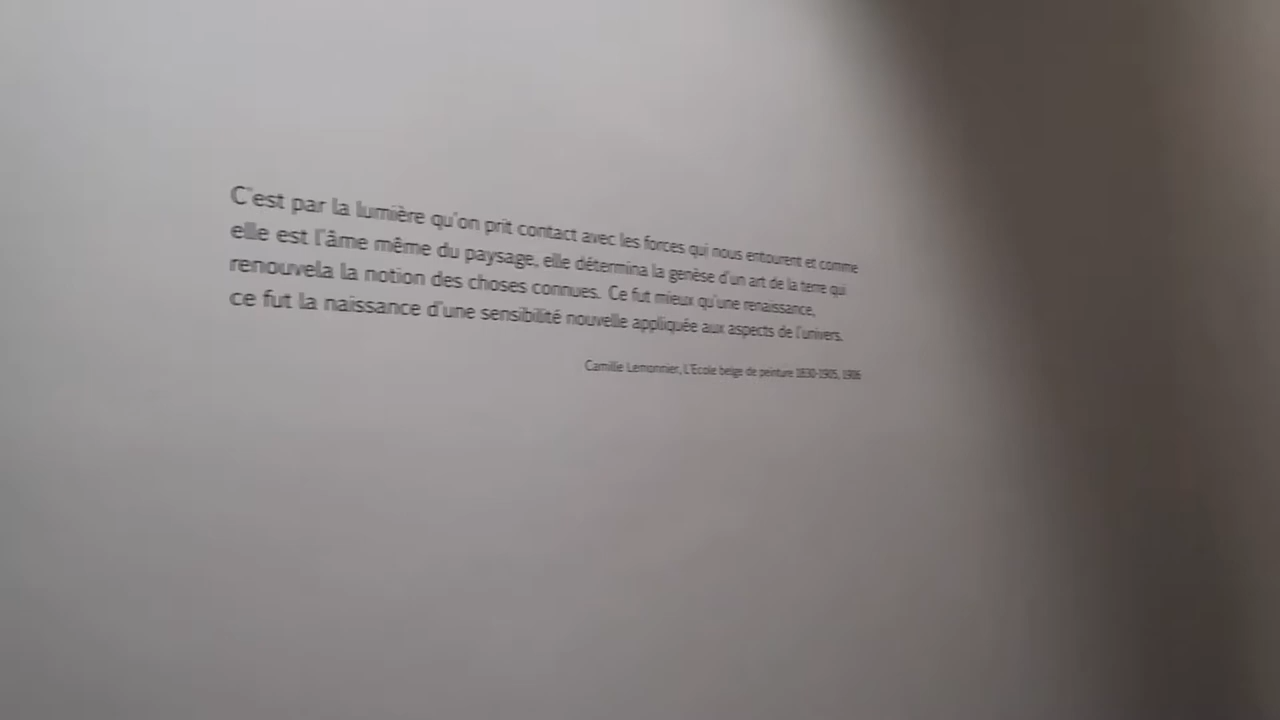 C'est par la lumière qu'on prit contact avec les forces qui nous entourent et comme
elle est l'âme même du paysage, elle détermina la genèse d'un art de la terre qui
renouvela la notion des choses connues. Ce fut mieux qu'une renaissance,
ce fut la naissance d'une sensibilité nouvelle appliquée aux aspects de l'univers.
Camille Lemonnier, L'Ecole belge de peinture 1830-1905, 1906